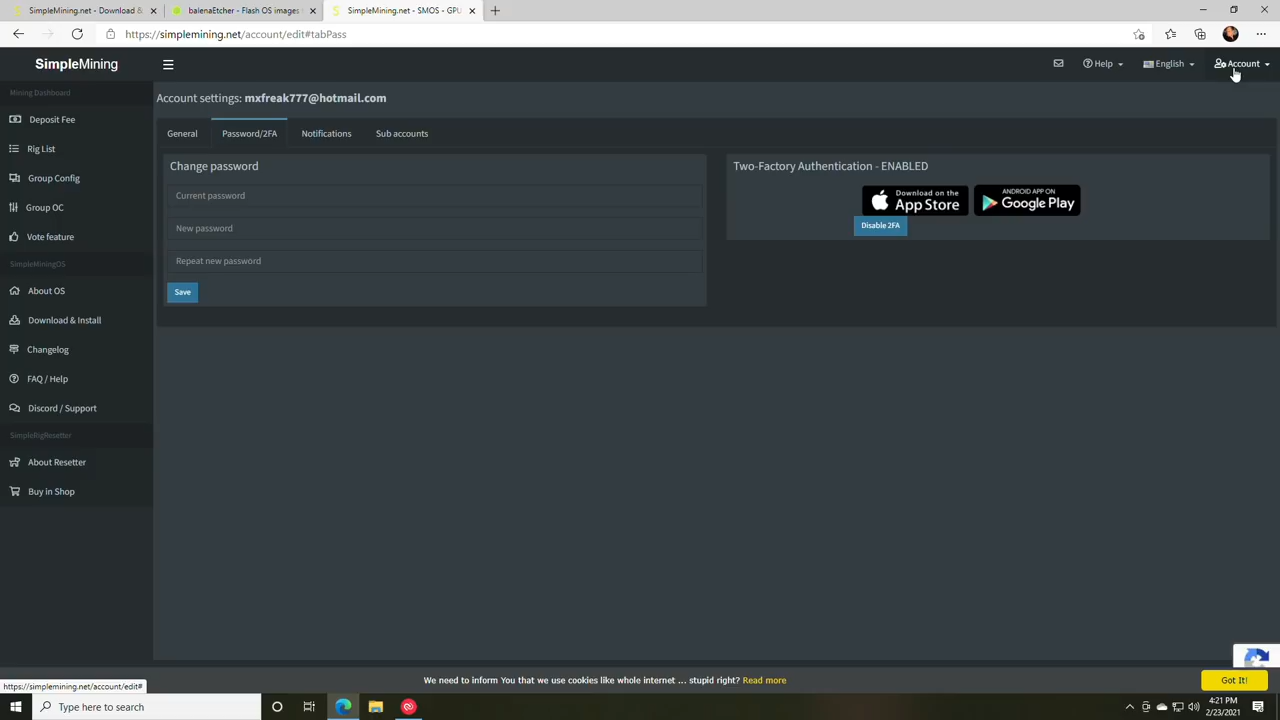 SimpleMining.net - Download &
balenaEtcher - Flash OS images
SimpleMining.net - SMOS - GPU
https://simplemining.net/account/edit#tabPass
SimpleMining
Help
English
Account
Mining Dashboard
Deposit Fee
Rig List
Group Config
Group OC
Vote feature
SimpleMiningOS
About OS
Download & Install
Changelog
FAQ / Help
Discord / Support
SimpleRigResetter
About Resetter
Buy in Shop
Account settings: mxfreak777@hotmail.com
General
Password/2FA
Notifications
Sub accounts
Change password
Current password
New password
Repeat new password
Save
Two-Factory Authentication - ENABLED
Download on the
App Store
ANDROID APP ON
Google Play
Disable 2FA
We need to inform You that we use cookies like whole internet ... stupid right? Read more
Got It!
https://simplemining.net/account/edit#
Type here to search
4:21 PM
2/23/2021